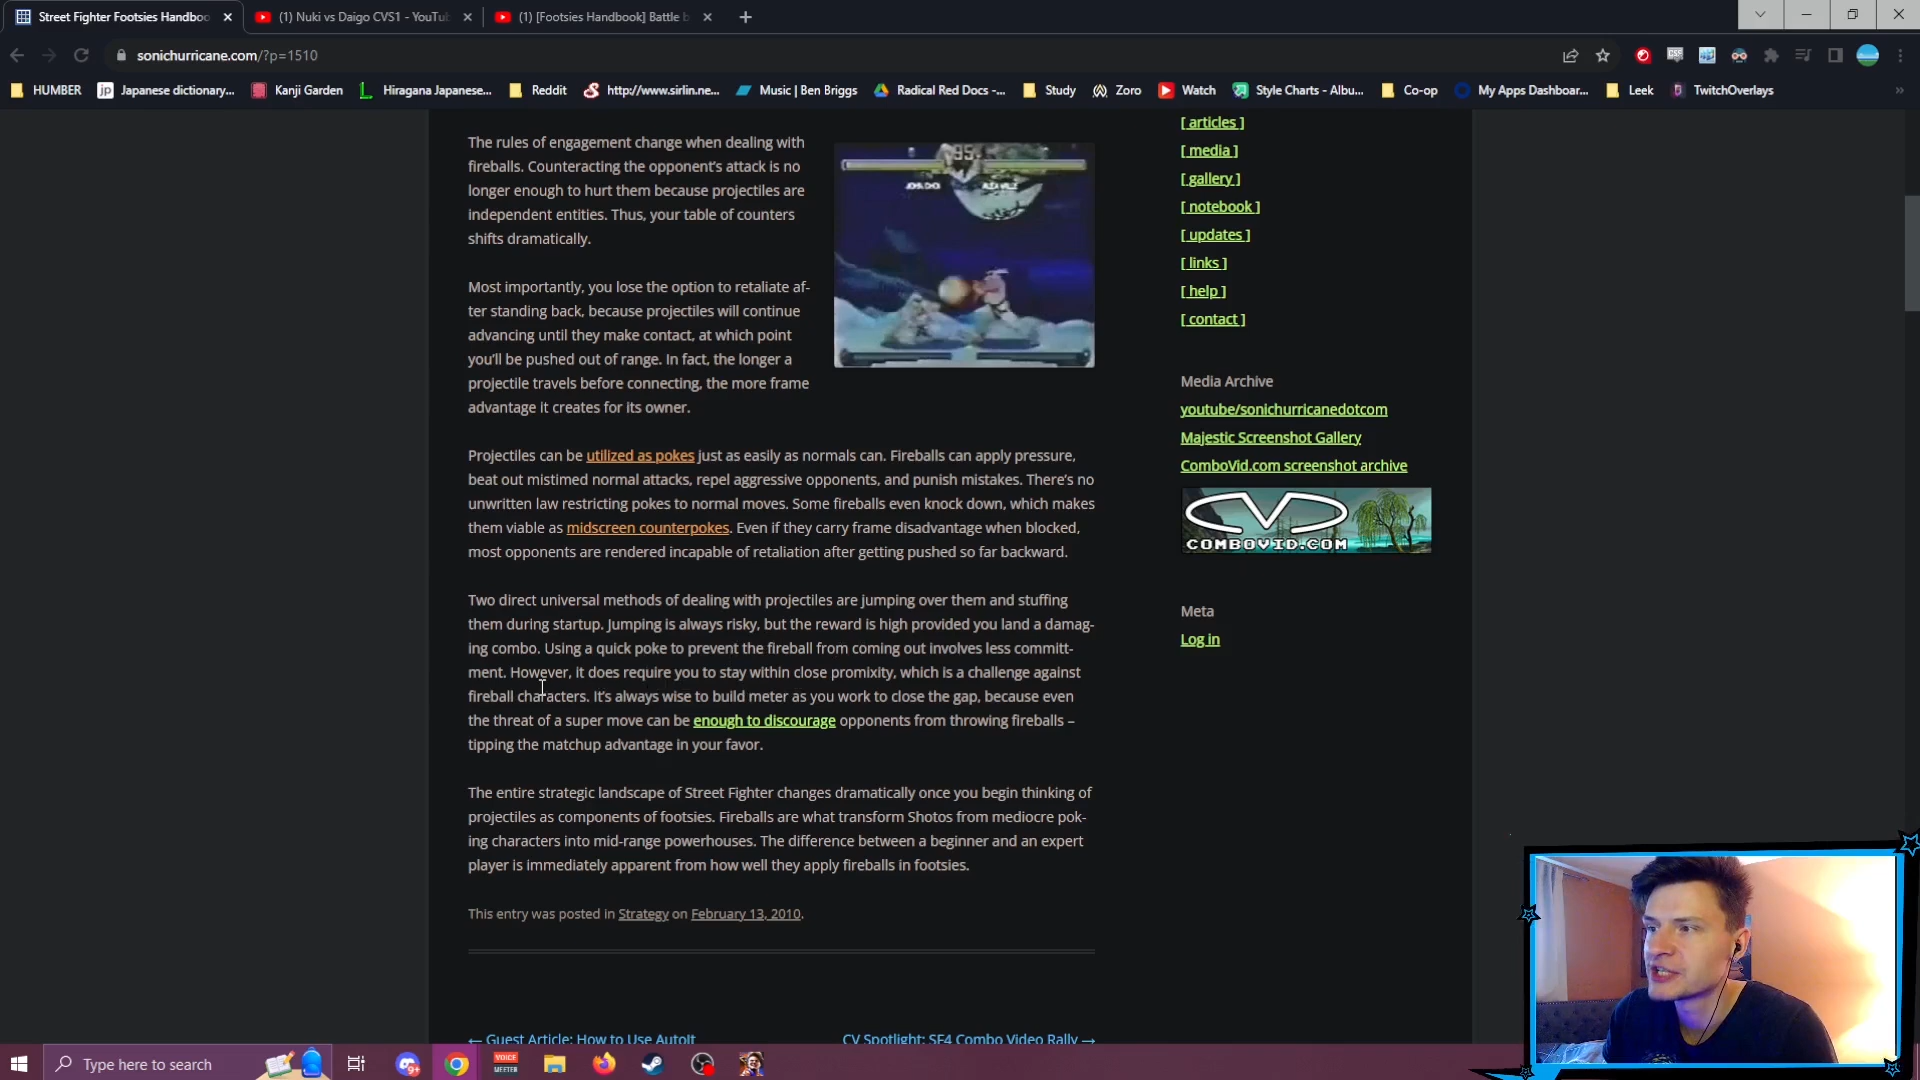 Street Fighter Footsies Handboo
(1) Nuki vs Daigo CVS1 - YouTu
(1) [Footsies Handbook] Battle b
sonichurricane.com/?p=1510
HUMBER
jp
Japanese dictionary...
Kanji Garden
Hiragana Japanese...
Reddit
http://www.sirlin.ne...
Music | Ben Briggs
Radical Red Docs -...
Study
Zoro
Watch
Style Charts - Albu...
Co-op
My Apps Dashboar...
Leek
TwitchOverlays
»
The rules of engagement change when dealing with
fireballs. Counteracting the opponent's attack is no
longer enough to hurt them because projectiles are
independent entities. Thus, your table of counters
shifts dramatically.
95
Most importantly, you lose the option to retaliate af-
ter standing back, because projectiles will continue
advancing until they make contact, at which point
you'll be pushed out of range. In fact, the longer a
projectile travels before connecting, the more frame
advantage it creates for its owner.
Projectiles can be utilized as pokes just as easily as normals can. Fireballs can apply pressure,
beat out mistimed normal attacks, repel aggressive opponents, and punish mistakes. There's no
unwritten law restricting pokes to normal moves. Some fireballs even knock down, which makes
them viable as midscreen counterpokes. Even if they carry frame disadvantage when blocked,
most opponents are rendered incapable of retaliation after getting pushed so far backward.
Two direct universal methods of dealing with projectiles are jumping over them and stuffing
them during startup. Jumping is always risky, but the reward is high provided you land a damag-
ing combo. Using a quick poke to prevent the fireball from coming out involves less committ-
ment. However, it does require you to stay within close promixity, which is a challenge against
fireball characters. It's always wise to build meter as you work to close the gap, because even
the threat of a super move can be enough to discourage opponents from throwing fireballs –
tipping the matchup advantage in your favor.
The entire strategic landscape of Street Fighter changes dramatically once you begin thinking of
projectiles as components of footsies. Fireballs are what transform Shotos from mediocre pok-
ing characters into mid-range powerhouses. The difference between a beginner and an expert
player is immediately apparent from how well they apply fireballs in footsies.
This entry was posted in Strategy on February 13, 2010.
← Guest Article: How to Use AutoIt
CV Spotlight: SF4 Combo Video Rally →
[ articles ]
[ media ]
[ gallery ]
[ notebook ]
[ updates ]
[ links ]
[ help ]
[ contact ]
Media Archive
youtube/sonichurricanedotcom
Majestic Screenshot Gallery
ComboVid.com screenshot archive
CV
COMBOVID.COM
Meta
Log in
Type here to search
VOICE
MEETER